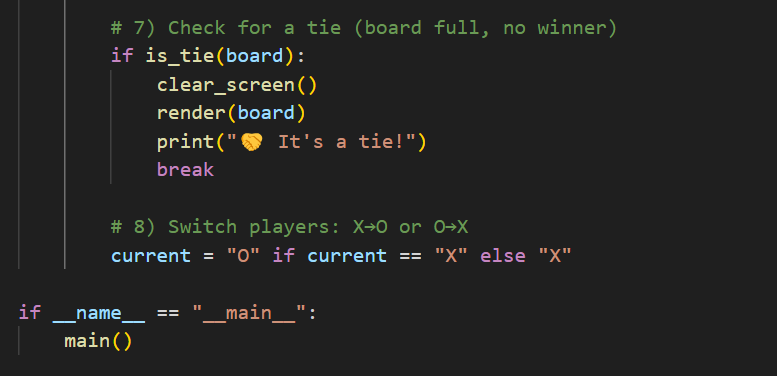 # 7) Check for a tie (board full, no winner)
if is_tie(board):
clear_screen()
render(board)
print("🤝 It's a tie!")
break
# 8) Switch players: X→O or O→X
current = "O" if current == "X" else "X"
if __name__ == "__main__":
main()